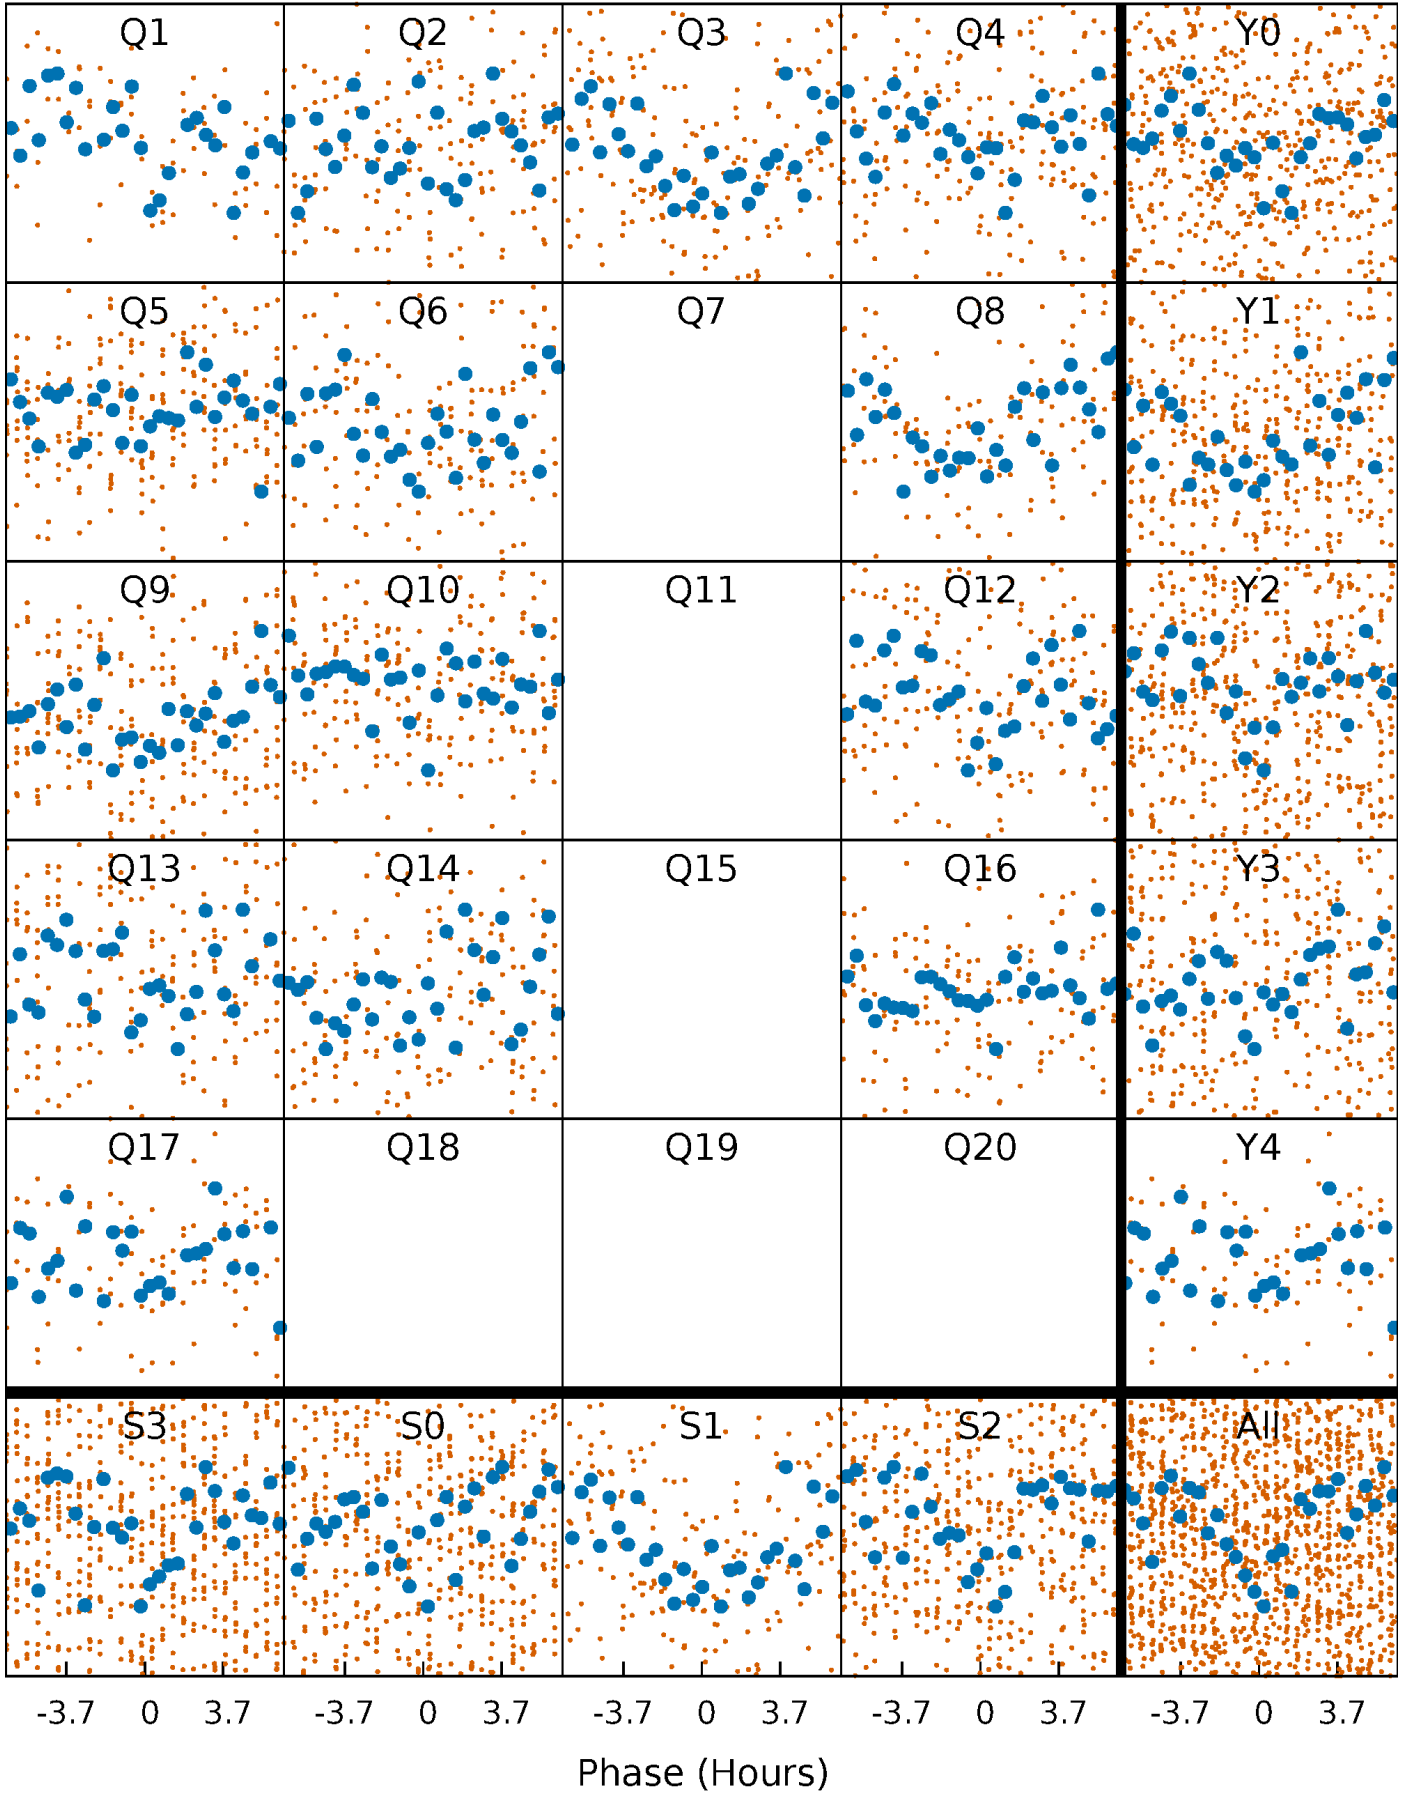 Q1 Q2 Q3 Q4 Y0
Q5 Q6 Q7 Q8 Y1
Q9 Q10 Q11 Q12 Y2
Q13 Q14 Q15 Q16 Y3
Q17 Q18 Q19 Q20 Y4
S3 S0 S1 S2 All
-3.7 0 3.7 -3.7 0 3.7 -3.7 0 3.7 -3.7 0 3.7 -3.7 0 3.7
Phase (Hours)